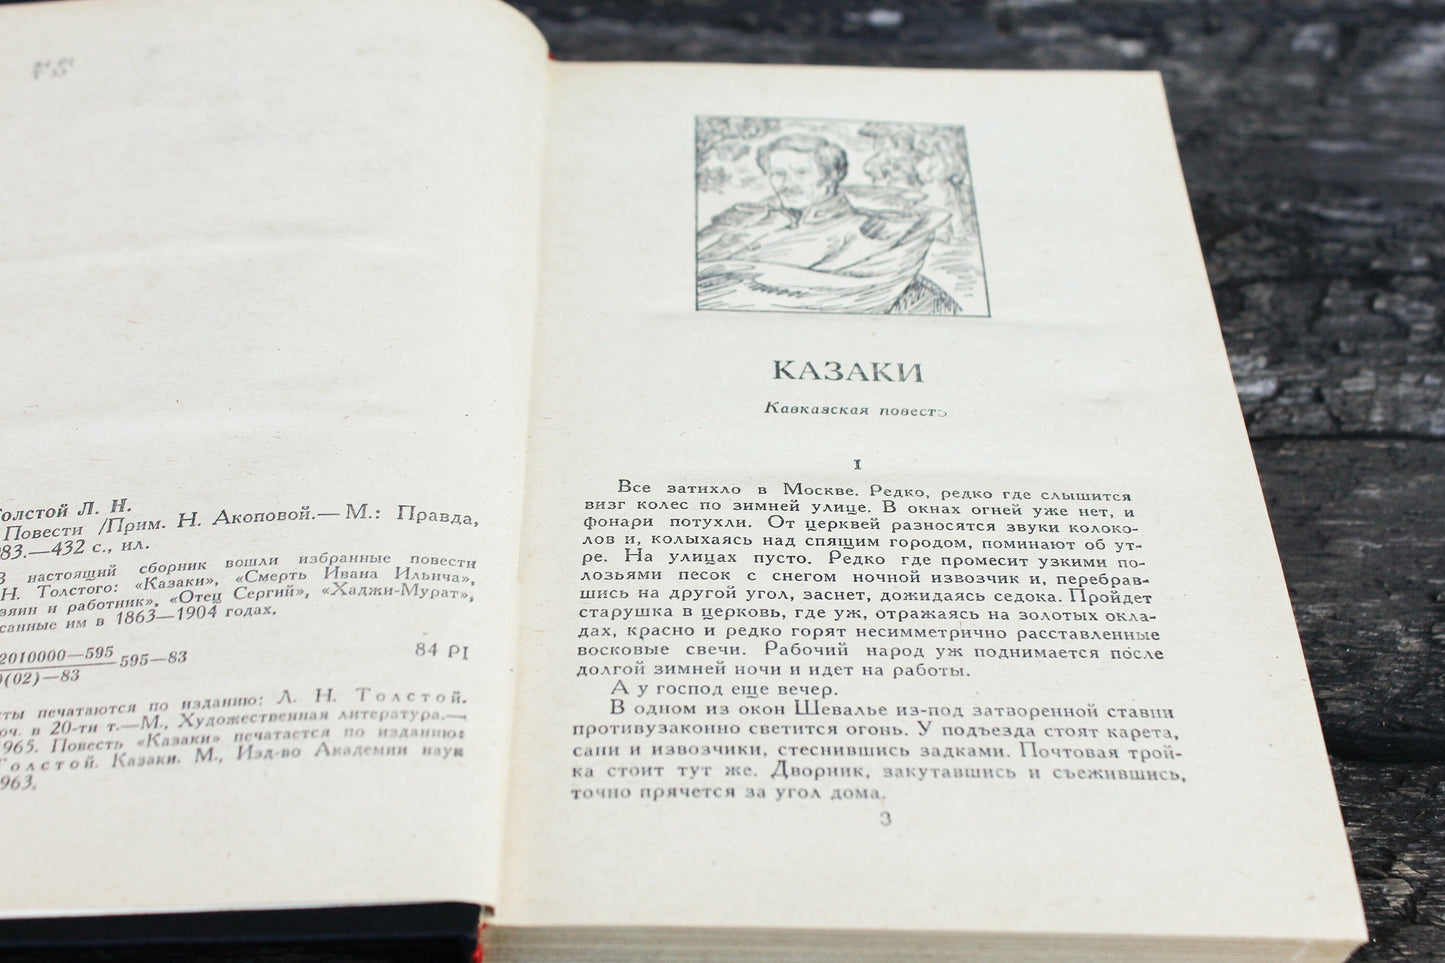 Толстой Л. Н.
Повести /Прим. Н. Акоповой.— М.: Правда,
983.—432 с., ил.
В настоящий сборник вошли избранные повести
Н. Толстого: «Казаки», «Смерть Ивана Ильича»,
зяин и работник», «Отец Сергий», «Хаджи-Мурат»,
санные им в 1863—1904 годах.
2010000—595
595—83
(02)—83
84 Р1
ты печатаются по изданию: Л. Н. Толстой.
оч. в 20-ти т.—М., Художественная литература.—
965. Повесть «Казаки» печатается по изданию:
Толстой. Казаки. М., Изд-во Академии наук
963.
КАЗАКИ
Кавказская повесть
I
Все затихло в Москве. Редко, редко где слышится
визг колес по зимней улице. В окнах огней уже нет, и
фонари потухли. От церквей разносятся звуки колоко-
лов и, колыхаясь над спящим городом, поминают об ут-
ре. На улицах пусто. Редко где промесит узкими по-
лозьями песок с снегом ночной извозчик и, перебрав-
шись на другой угол, заснет, дожидаясь седока. Пройдет
старушка в церковь, где уж, отражаясь на золотых окла-
дах, красно и редко горят несимметрично расставленные
восковые свечи. Рабочий народ уж поднимается после
долгой зимней ночи и идет на работы.
А у господ еще вечер.
В одном из окон Шевалье из-под затворенной ставни
противузаконно светится огонь. У подъезда стоят карета,
сани и извозчики, стеснившись задками. Почтовая трой-
ка стоит тут же. Дворник, закутавшись и съежившись,
точно прячется за угол дома.
3